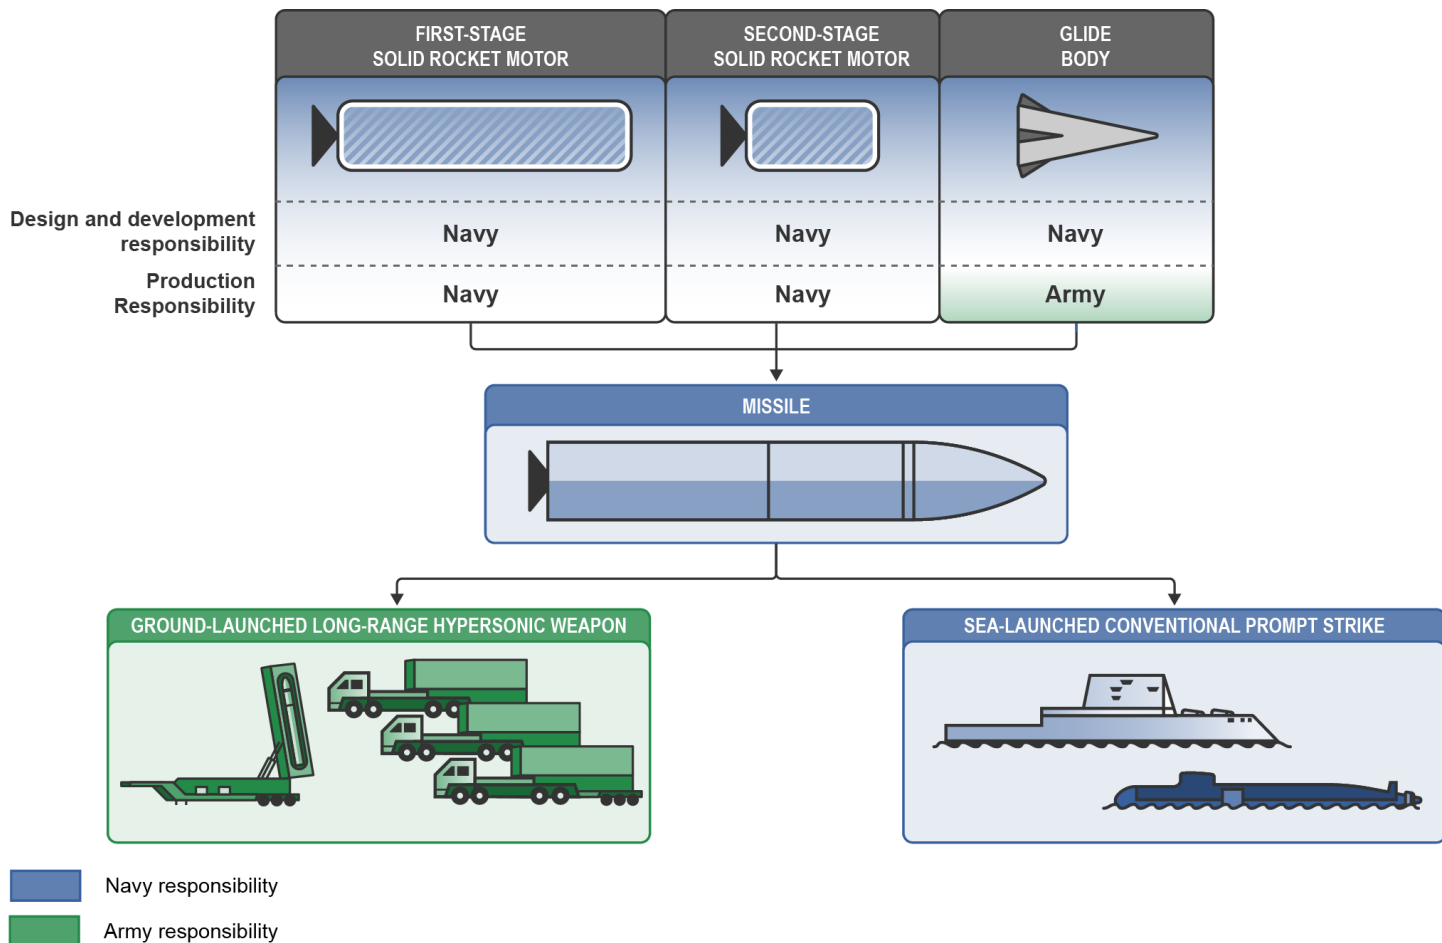 FIRST-STAGE
SOLID ROCKET MOTOR
SECOND-STAGE
SOLID ROCKET MOTOR
GLIDE
BODY
Design and development
responsibility
Navy
Navy
Navy
Production
Responsibility
Navy
Navy
Army
MISSILE
GROUND-LAUNCHED LONG-RANGE HYPERSONIC WEAPON
SEA-LAUNCHED CONVENTIONAL PROMPT STRIKE
Navy responsibility
Army responsibility